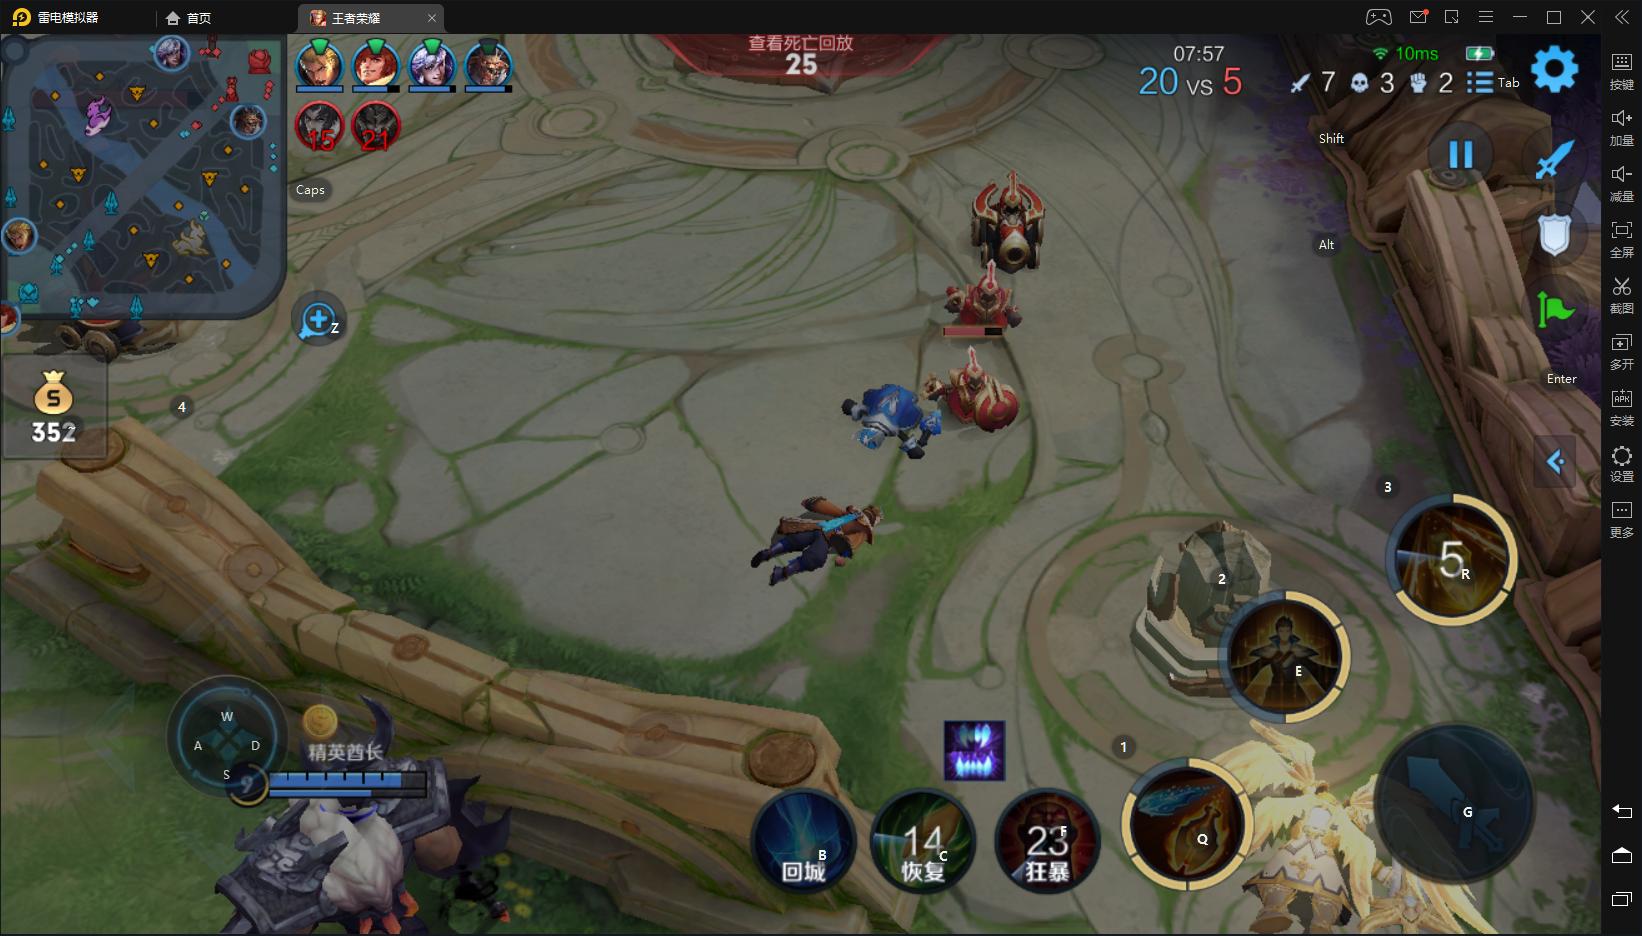 雷电模拟器
首页
王者荣耀
查看死亡回放
25
07:57
20 vs 5
10ms
7
3
2
Tab
15
21
Caps
Shift
Alt
Enter
Z
S
352
4
3
5
R
2
E
1
Q
G
W
A
D
S
9
精英酋长
B
回城
14
C
恢复
23
F
狂暴
按键
加量
减量
全屏
截图
多开
APK
安装
设置
更多